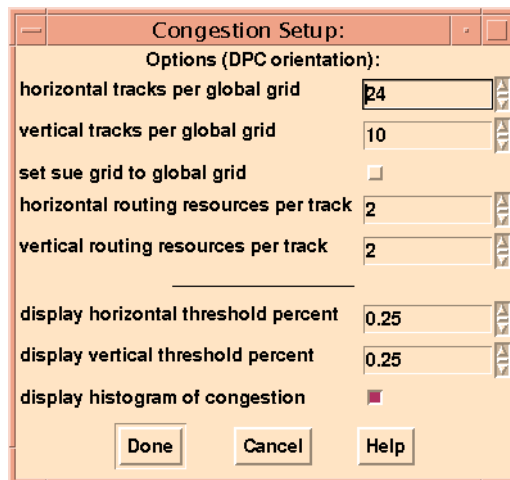 Congestion Setup:
Options (DPC orientation):
horizontal tracks per global grid 24
vertical tracks per global grid 10
set sue grid to global grid
horizontal routing resources per track 2
vertical routing resources per track 2
display horizontal threshold percent 0.25
display vertical threshold percent 0.25
display histogram of congestion
Done Cancel Help